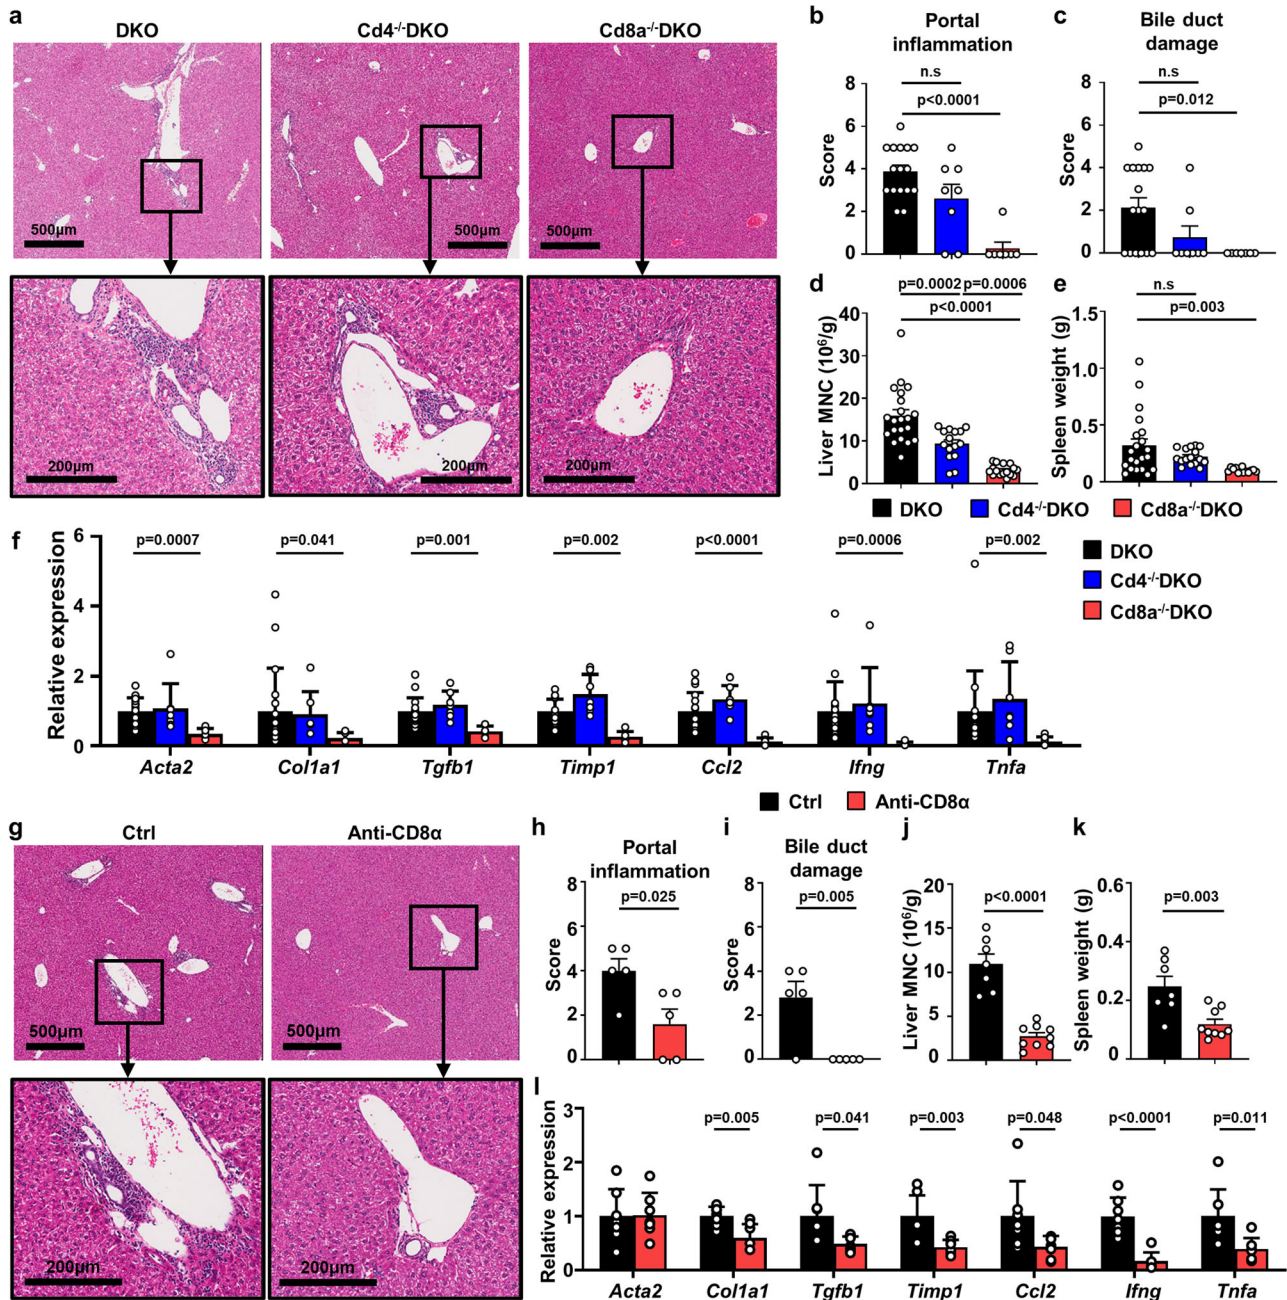 a
DKO
Cd4-/-DKO
Cd8a-/-DKO
500μm
500μm
500μm
200μm
200μm
200μm
b
Portal
inflammation
n.s
p<0.0001
Score
8
6
4
2
0
c
Bile duct
damage
n.s
p=0.012
Score
8
6
4
2
0
d
p=0.0002
p=0.0006
p<0.0001
Liver MNC (10⁶/g)
40
30
20
10
0
e
n.s
p=0.003
Spleen weight (g)
1.5
1.0
0.5
0.0
DKO
Cd4-/-DKO
Cd8a-/-DKO
f
Relative expression
6
4
2
0
p=0.0007
p=0.041
p=0.001
p=0.002
p<0.0001
p=0.0006
p=0.002
DKO
Cd4-/-DKO
Cd8a-/-DKO
Acta2
Col1a1
Tgfb1
Timp1
Ccl2
Ifng
Tnfa
Ctrl
Anti-CD8α
g
Ctrl
Anti-CD8α
500μm
500μm
200μm
200μm
h
Portal
inflammation
p=0.025
Score
8
6
4
2
0
i
Bile duct
damage
p=0.005
Score
8
6
4
2
0
j
p<0.0001
Liver MNC (10⁶/g)
20
15
10
5
0
k
p=0.003
Spleen weight (g)
0.6
0.4
0.2
0.0
l
Relative expression
3
2
1
0
p=0.005
p=0.041
p=0.003
p=0.048
p<0.0001
p=0.011
Acta2
Col1a1
Tgfb1
Timp1
Ccl2
Ifng
Tnfa